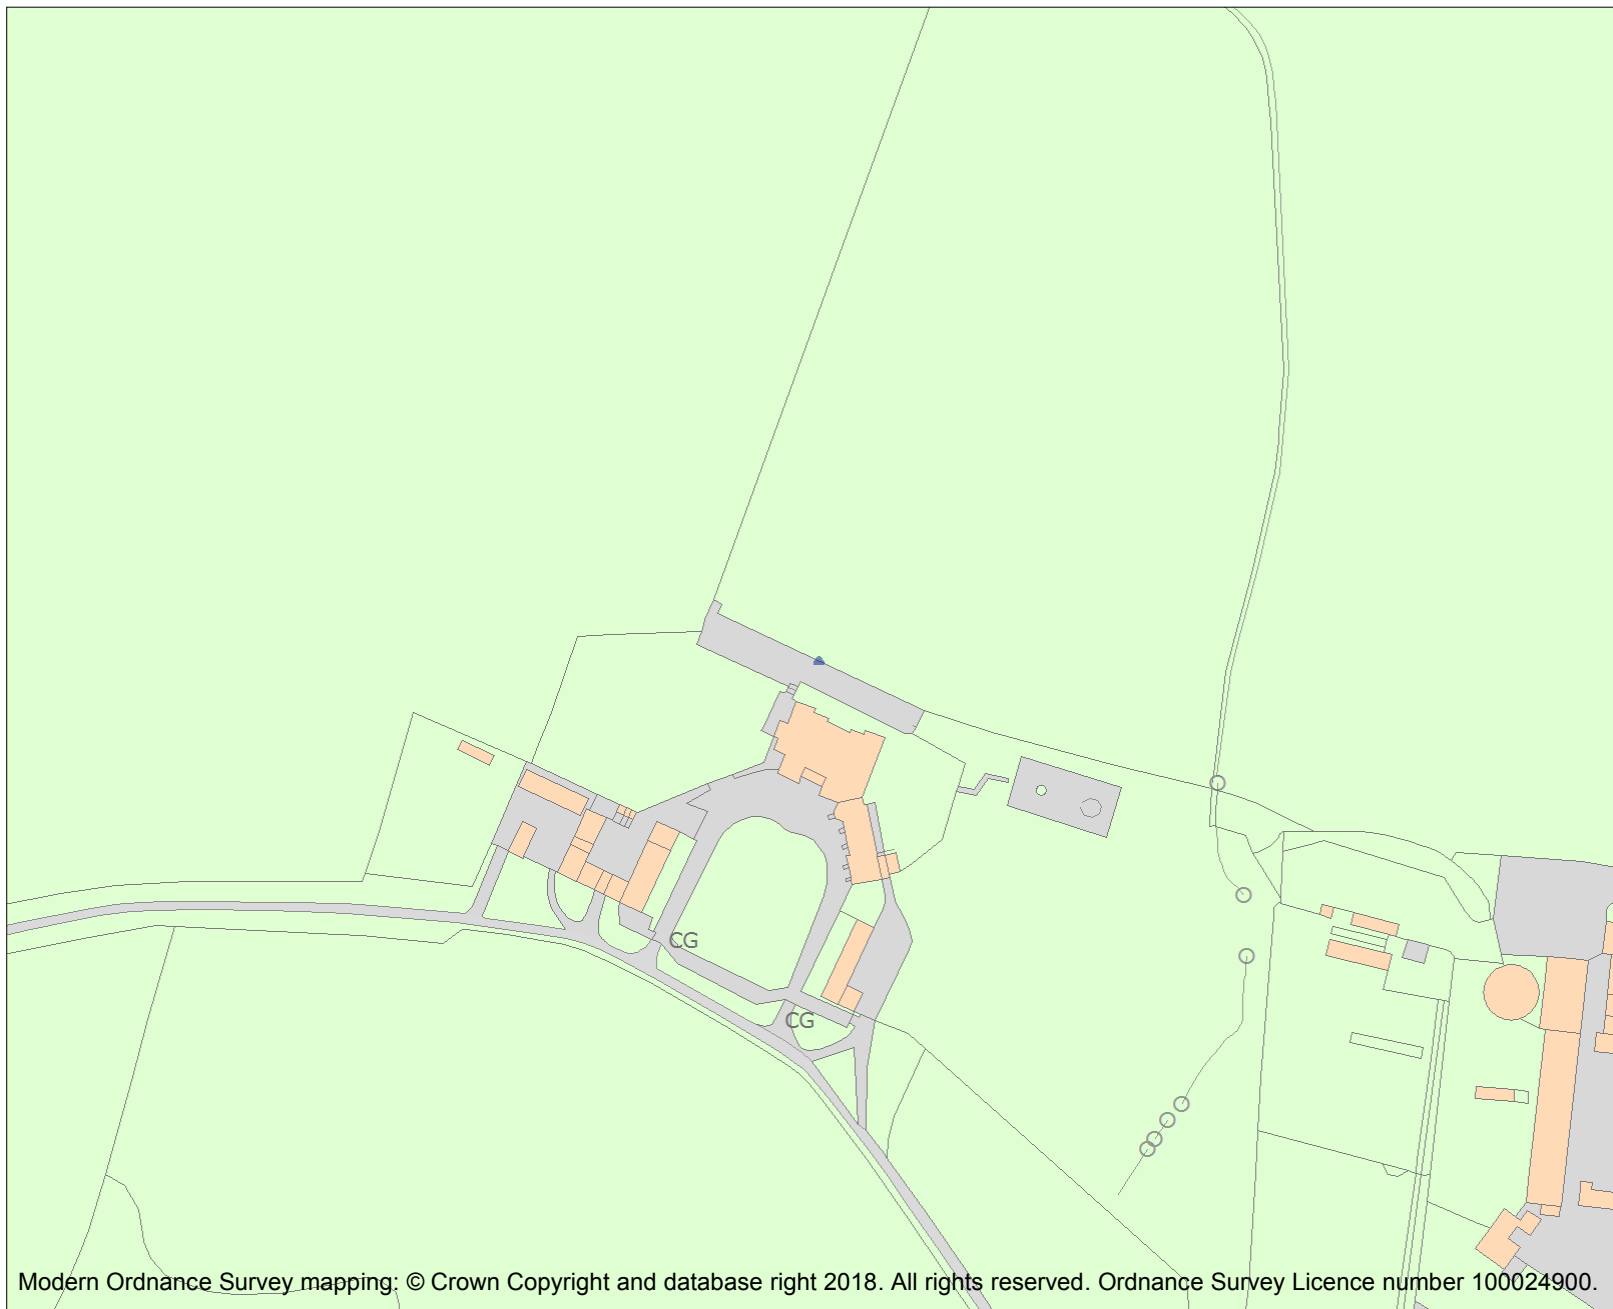 CG
CG
Modern Ordnance Survey mapping: © Crown Copyright and database right 2018. All rights reserved. Ordnance Survey Licence number 100024900.